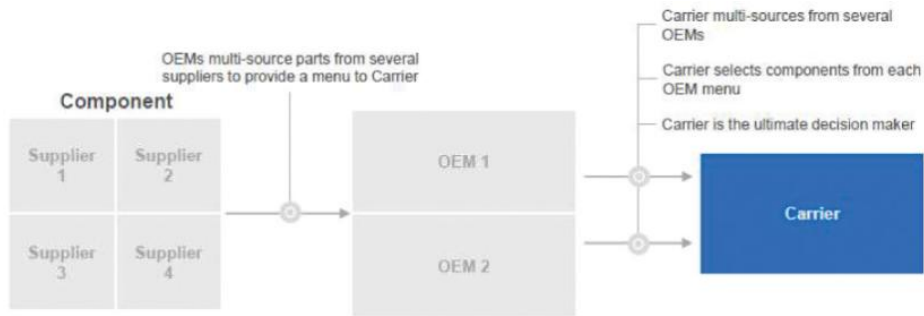 Carrier multi-sources from several
OEMs
OEMs multi-source parts from several
suppliers to provide a menu to Carrier
Carrier selects components from each
OEM menu
Component
Carrier is the ultimate decision maker
Supplier
1
Supplier
2
OEM 1
Carrier
Supplier
3
Supplier
4
OEM 2